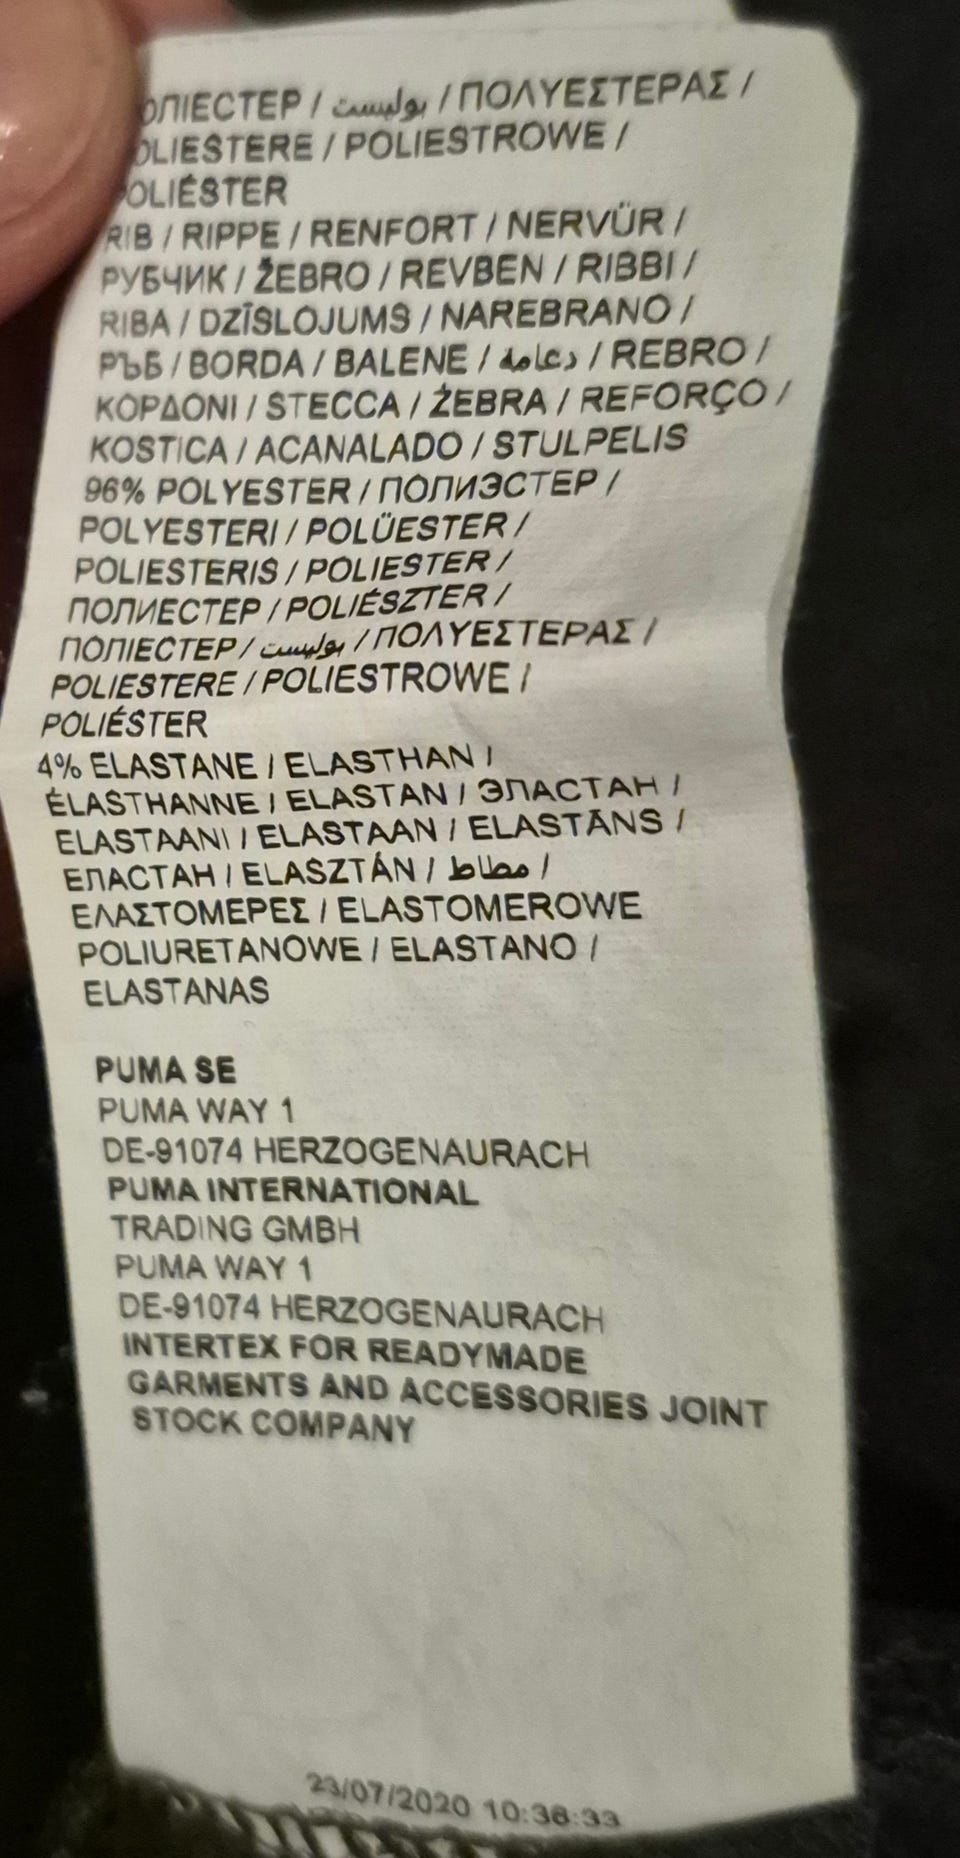 ОЛІЕСТЕР / بوليست / ΠΟΛΥΕΣΤΕΡΑΣ /
OLIESTERE / POLIESTROWE /
OLIÉSTER
RIB / RIPPE / RENFORT / NERVÜR /
РУБЧИК / ŽEBRO / REVBEN / RIBBI /
RIBA / DZĪSLOJUMS / NAREBRANO /
РЪБ / BORDA / BALENE / دعامه / REBRO /
ΚΟΡΔΟΝΙ / STECCA / ŻEBRA / REFORÇO /
KOSTICA / ACANALADO / STULPELIS
96% POLYESTER / ПОЛИЭСТЕР /
POLYESTERI / POLÜESTER /
POLIESTERIS / POLIESTER /
ПОЛИЕСТЕР / POLIÉSZTER /
ПОЛІЕСТЕР / بوليست / ΠΟΛΥΕΣΤΕΡΑΣ /
POLIESTERE / POLIESTROWE /
POLIÉSTER
4% ELASTANE / ELASTHAN /
ÉLASTHANNE / ELASTAN / ЭЛАСТАН /
ELASTAANI / ELASTAAN / ELASTĀNS /
ЕЛАСТАН / ELASZTÁN / مطاط /
ΕΛΑΣΤΟΜΕΡΕΣ / ELASTOMEROWE
POLIURETANOWE / ELASTANO /
ELASTANAS
PUMA SE
PUMA WAY 1
DE-91074 HERZOGENAURACH
PUMA INTERNATIONAL
TRADING GMBH
PUMA WAY 1
DE-91074 HERZOGENAURACH
INTERTEX FOR READYMADE
GARMENTS AND ACCESSORIES JOINT
STOCK COMPANY
23/07/2020 10:38:33